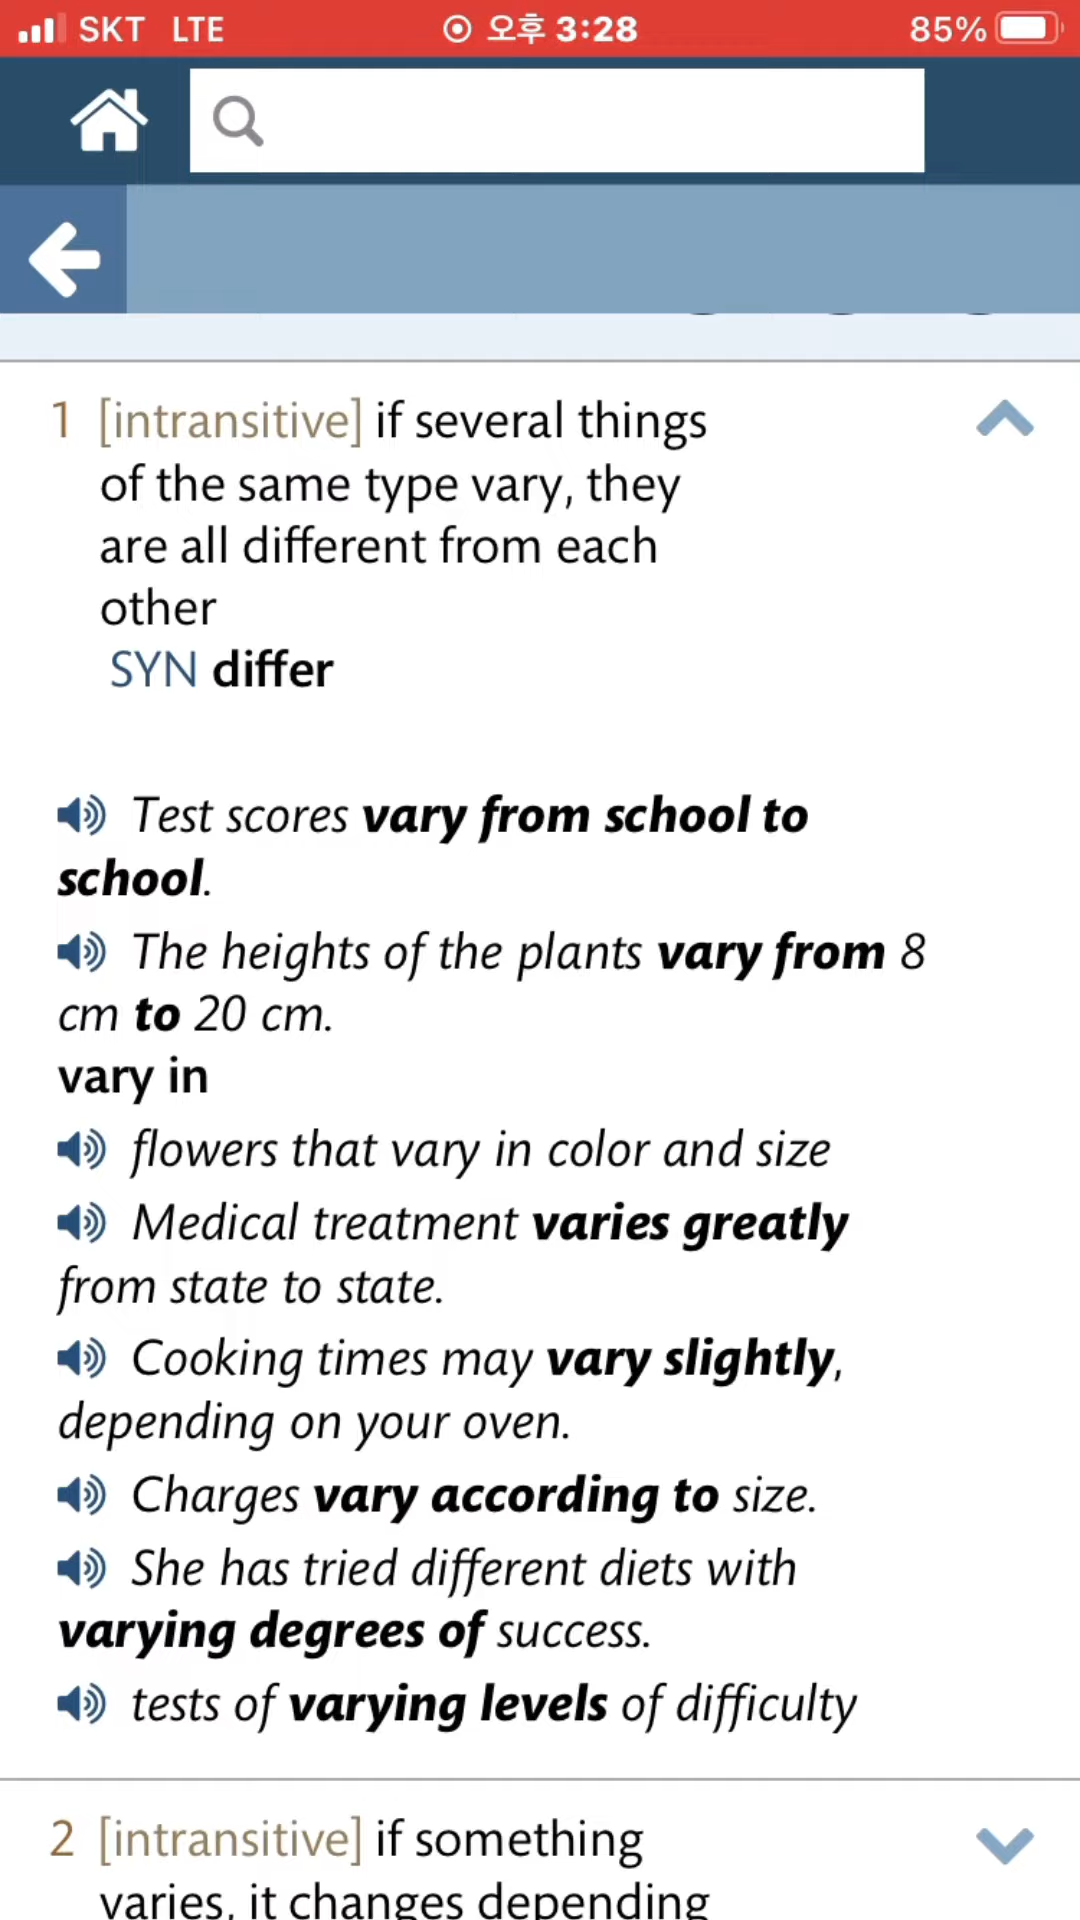 SKT LTE 오후 3:28 85%
1 [intransitive] if several things
of the same type vary, they
are all different from each
other
SYN differ
Test scores vary from school to
school.
The heights of the plants vary from 8
cm to 20 cm.
vary in
flowers that vary in color and size
Medical treatment varies greatly
from state to state.
Cooking times may vary slightly,
depending on your oven.
Charges vary according to size.
She has tried different diets with
varying degrees of success.
tests of varying levels of difficulty
2 [intransitive] if something
varies, it changes depending